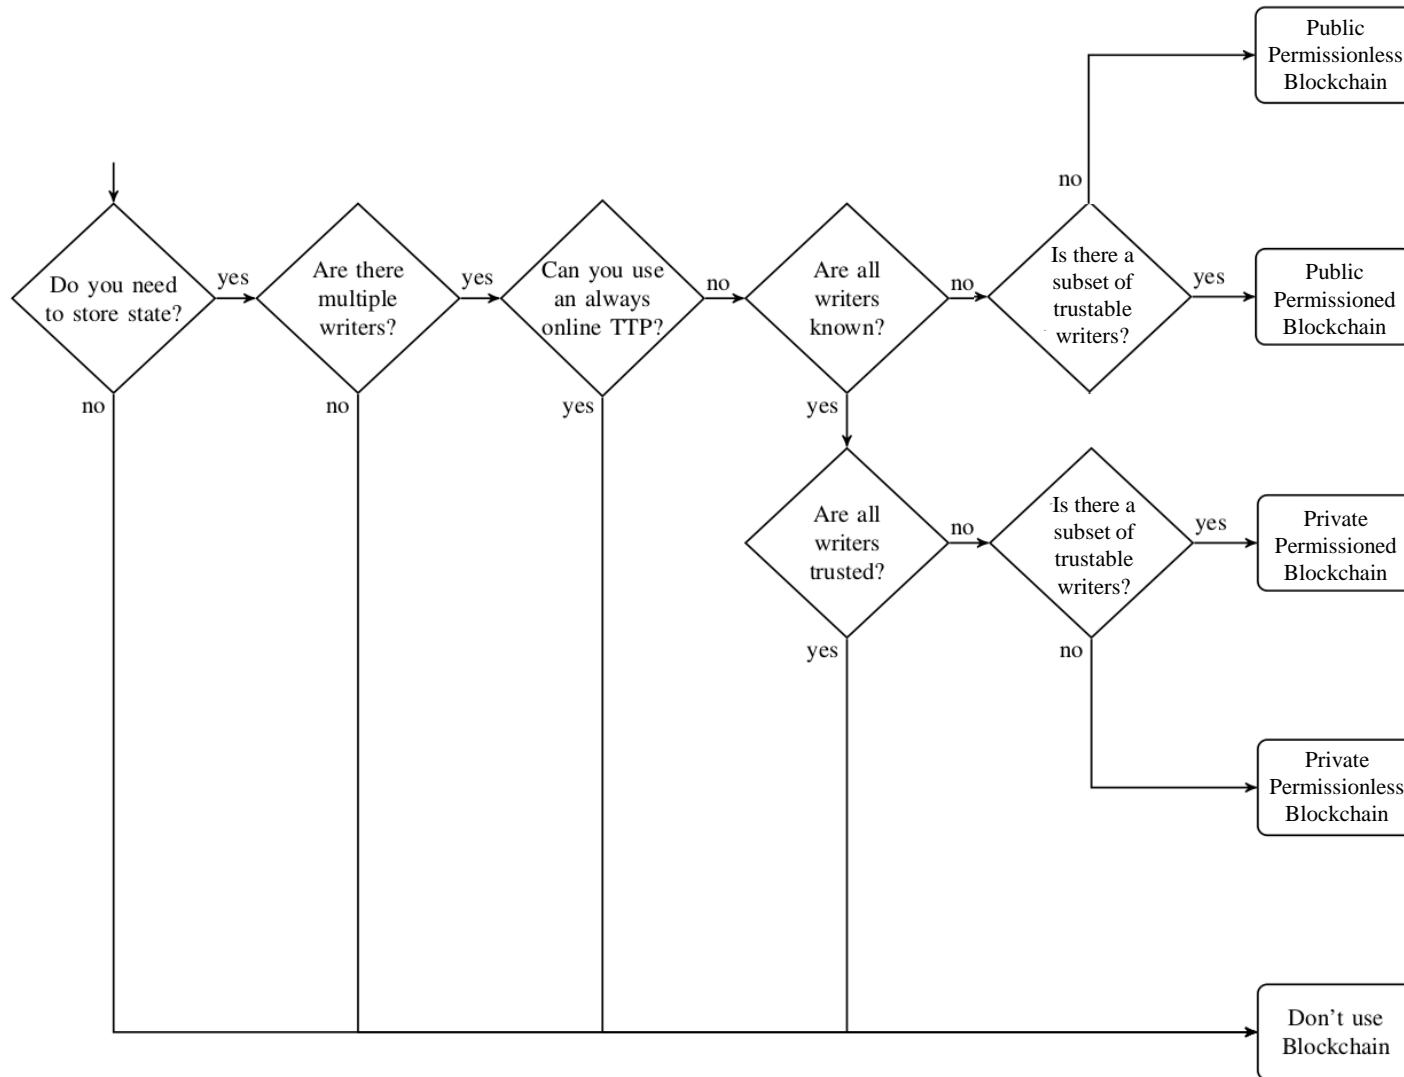 Public
Permissionless
Blockchain
no
Do you need
to store state?
yes
Are there
multiple
writers?
yes
Can you use
an always
online TTP?
no
Are all
writers
known?
no
Is there a
subset of
trustable
writers?
yes
Public
Permissioned
Blockchain
no
no
yes
yes
Are all
writers
trusted?
no
Is there a
subset of
trustable
writers?
yes
Private
Permissioned
Blockchain
yes
no
Private
Permissionless
Blockchain
Don't use
Blockchain